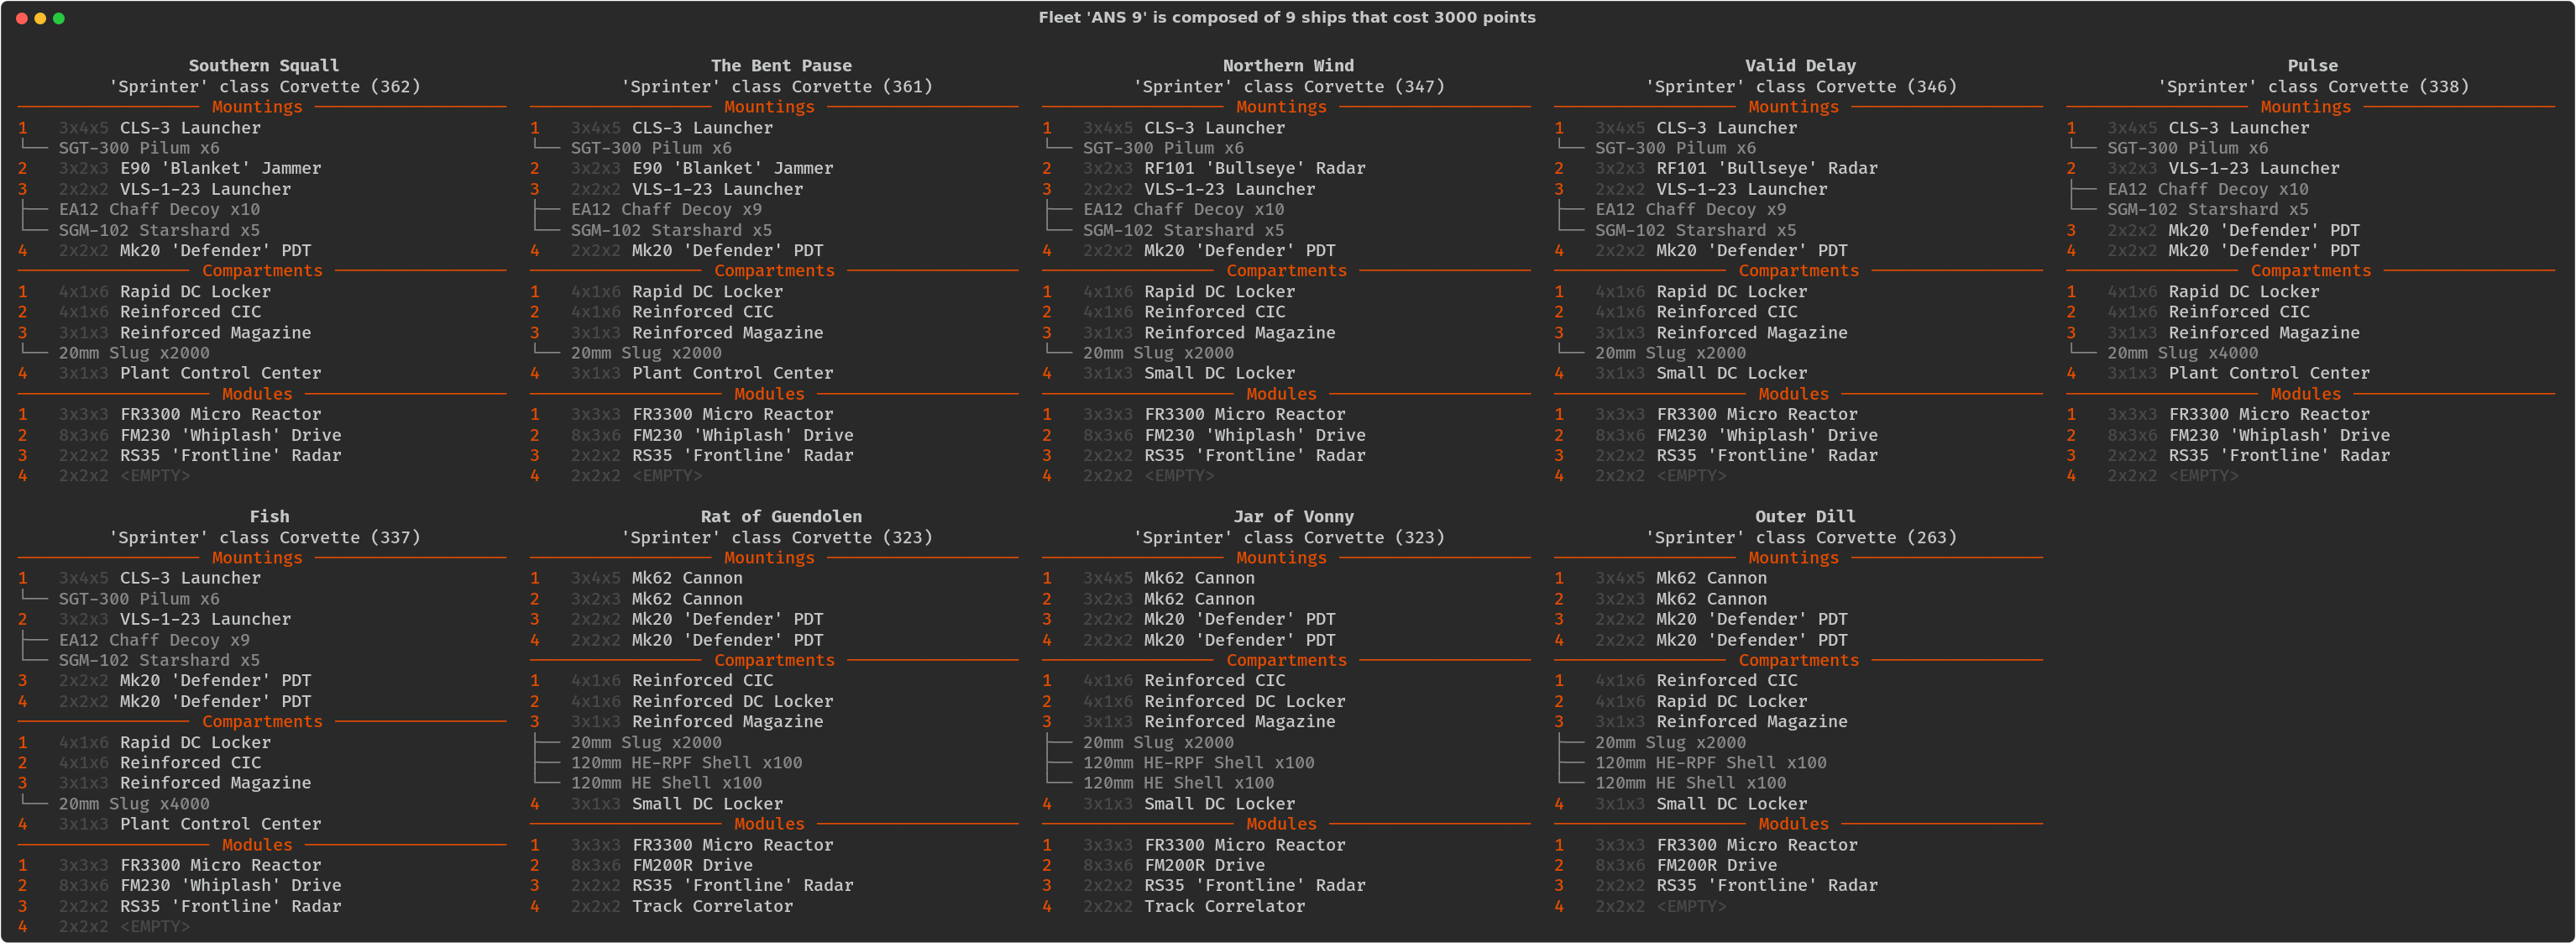 Fleet 'ANS 9' is composed of 9 ships that cost 3000 points
Southern Squall
'Sprinter' class Corvette (362)
Mountings
1 3x4x5 CLS-3 Launcher
└── SGT-300 Pilum x6
2 3x2x3 E90 'Blanket' Jammer
3 2x2x2 VLS-1-23 Launcher
├── EA12 Chaff Decoy x10
└── SGM-102 Starshard x5
4 2x2x2 Mk20 'Defender' PDT
Compartments
1 4x1x6 Rapid DC Locker
2 4x1x6 Reinforced CIC
3 3x1x3 Reinforced Magazine
└── 20mm Slug x2000
4 3x1x3 Plant Control Center
Modules
1 3x3x3 FR3300 Micro Reactor
2 8x3x6 FM230 'Whiplash' Drive
3 2x2x2 RS35 'Frontline' Radar
4 2x2x2 <EMPTY>
The Bent Pause
'Sprinter' class Corvette (361)
Mountings
1 3x4x5 CLS-3 Launcher
└── SGT-300 Pilum x6
2 3x2x3 E90 'Blanket' Jammer
3 2x2x2 VLS-1-23 Launcher
├── EA12 Chaff Decoy x9
└── SGM-102 Starshard x5
4 2x2x2 Mk20 'Defender' PDT
Compartments
1 4x1x6 Rapid DC Locker
2 4x1x6 Reinforced CIC
3 3x1x3 Reinforced Magazine
└── 20mm Slug x2000
4 3x1x3 Plant Control Center
Modules
1 3x3x3 FR3300 Micro Reactor
2 8x3x6 FM230 'Whiplash' Drive
3 2x2x2 RS35 'Frontline' Radar
4 2x2x2 <EMPTY>
Northern Wind
'Sprinter' class Corvette (347)
Mountings
1 3x4x5 CLS-3 Launcher
└── SGT-300 Pilum x6
2 3x2x3 RF101 'Bullseye' Radar
3 2x2x2 VLS-1-23 Launcher
├── EA12 Chaff Decoy x10
└── SGM-102 Starshard x5
4 2x2x2 Mk20 'Defender' PDT
Compartments
1 4x1x6 Rapid DC Locker
2 4x1x6 Reinforced CIC
3 3x1x3 Reinforced Magazine
└── 20mm Slug x2000
4 3x1x3 Small DC Locker
Modules
1 3x3x3 FR3300 Micro Reactor
2 8x3x6 FM230 'Whiplash' Drive
3 2x2x2 RS35 'Frontline' Radar
4 2x2x2 <EMPTY>
Valid Delay
'Sprinter' class Corvette (346)
Mountings
1 3x4x5 CLS-3 Launcher
└── SGT-300 Pilum x6
2 3x2x3 RF101 'Bullseye' Radar
3 2x2x2 VLS-1-23 Launcher
├── EA12 Chaff Decoy x9
└── SGM-102 Starshard x5
4 2x2x2 Mk20 'Defender' PDT
Compartments
1 4x1x6 Rapid DC Locker
2 4x1x6 Reinforced CIC
3 3x1x3 Reinforced Magazine
└── 20mm Slug x2000
4 3x1x3 Small DC Locker
Modules
1 3x3x3 FR3300 Micro Reactor
2 8x3x6 FM230 'Whiplash' Drive
3 2x2x2 RS35 'Frontline' Radar
4 2x2x2 <EMPTY>
Pulse
'Sprinter' class Corvette (338)
Mountings
1 3x4x5 CLS-3 Launcher
└── SGT-300 Pilum x6
2 3x2x3 VLS-1-23 Launcher
├── EA12 Chaff Decoy x10
└── SGM-102 Starshard x5
3 2x2x2 Mk20 'Defender' PDT
4 2x2x2 Mk20 'Defender' PDT
Compartments
1 4x1x6 Rapid DC Locker
2 4x1x6 Reinforced CIC
3 3x1x3 Reinforced Magazine
└── 20mm Slug x4000
4 3x1x3 Plant Control Center
Modules
1 3x3x3 FR3300 Micro Reactor
2 8x3x6 FM230 'Whiplash' Drive
3 2x2x2 RS35 'Frontline' Radar
4 2x2x2 <EMPTY>
Fish
'Sprinter' class Corvette (337)
Mountings
1 3x4x5 CLS-3 Launcher
└── SGT-300 Pilum x6
2 3x2x3 VLS-1-23 Launcher
├── EA12 Chaff Decoy x9
└── SGM-102 Starshard x5
3 2x2x2 Mk20 'Defender' PDT
4 2x2x2 Mk20 'Defender' PDT
Compartments
1 4x1x6 Rapid DC Locker
2 4x1x6 Reinforced CIC
3 3x1x3 Reinforced Magazine
└── 20mm Slug x4000
4 3x1x3 Plant Control Center
Modules
1 3x3x3 FR3300 Micro Reactor
2 8x3x6 FM230 'Whiplash' Drive
3 2x2x2 RS35 'Frontline' Radar
4 2x2x2 <EMPTY>
Rat of Guendolen
'Sprinter' class Corvette (323)
Mountings
1 3x4x5 Mk62 Cannon
2 3x2x3 Mk62 Cannon
3 2x2x2 Mk20 'Defender' PDT
4 2x2x2 Mk20 'Defender' PDT
Compartments
1 4x1x6 Reinforced CIC
2 4x1x6 Reinforced DC Locker
3 3x1x3 Reinforced Magazine
├── 20mm Slug x2000
├── 120mm HE-RPF Shell x100
└── 120mm HE Shell x100
4 3x1x3 Small DC Locker
Modules
1 3x3x3 FR3300 Micro Reactor
2 8x3x6 FM200R Drive
3 2x2x2 RS35 'Frontline' Radar
4 2x2x2 Track Correlator
Jar of Vonny
'Sprinter' class Corvette (323)
Mountings
1 3x4x5 Mk62 Cannon
2 3x2x3 Mk62 Cannon
3 2x2x2 Mk20 'Defender' PDT
4 2x2x2 Mk20 'Defender' PDT
Compartments
1 4x1x6 Reinforced CIC
2 4x1x6 Reinforced DC Locker
3 3x1x3 Reinforced Magazine
├── 20mm Slug x2000
├── 120mm HE-RPF Shell x100
└── 120mm HE Shell x100
4 3x1x3 Small DC Locker
Modules
1 3x3x3 FR3300 Micro Reactor
2 8x3x6 FM200R Drive
3 2x2x2 RS35 'Frontline' Radar
4 2x2x2 Track Correlator
Outer Dill
'Sprinter' class Corvette (263)
Mountings
1 3x4x5 Mk62 Cannon
2 3x2x3 Mk62 Cannon
3 2x2x2 Mk20 'Defender' PDT
4 2x2x2 Mk20 'Defender' PDT
Compartments
1 4x1x6 Reinforced CIC
2 4x1x6 Rapid DC Locker
3 3x1x3 Reinforced Magazine
├── 20mm Slug x2000
├── 120mm HE-RPF Shell x100
└── 120mm HE Shell x100
4 3x1x3 Small DC Locker
Modules
1 3x3x3 FR3300 Micro Reactor
2 8x3x6 FM200R Drive
3 2x2x2 RS35 'Frontline' Radar
4 2x2x2 <EMPTY>